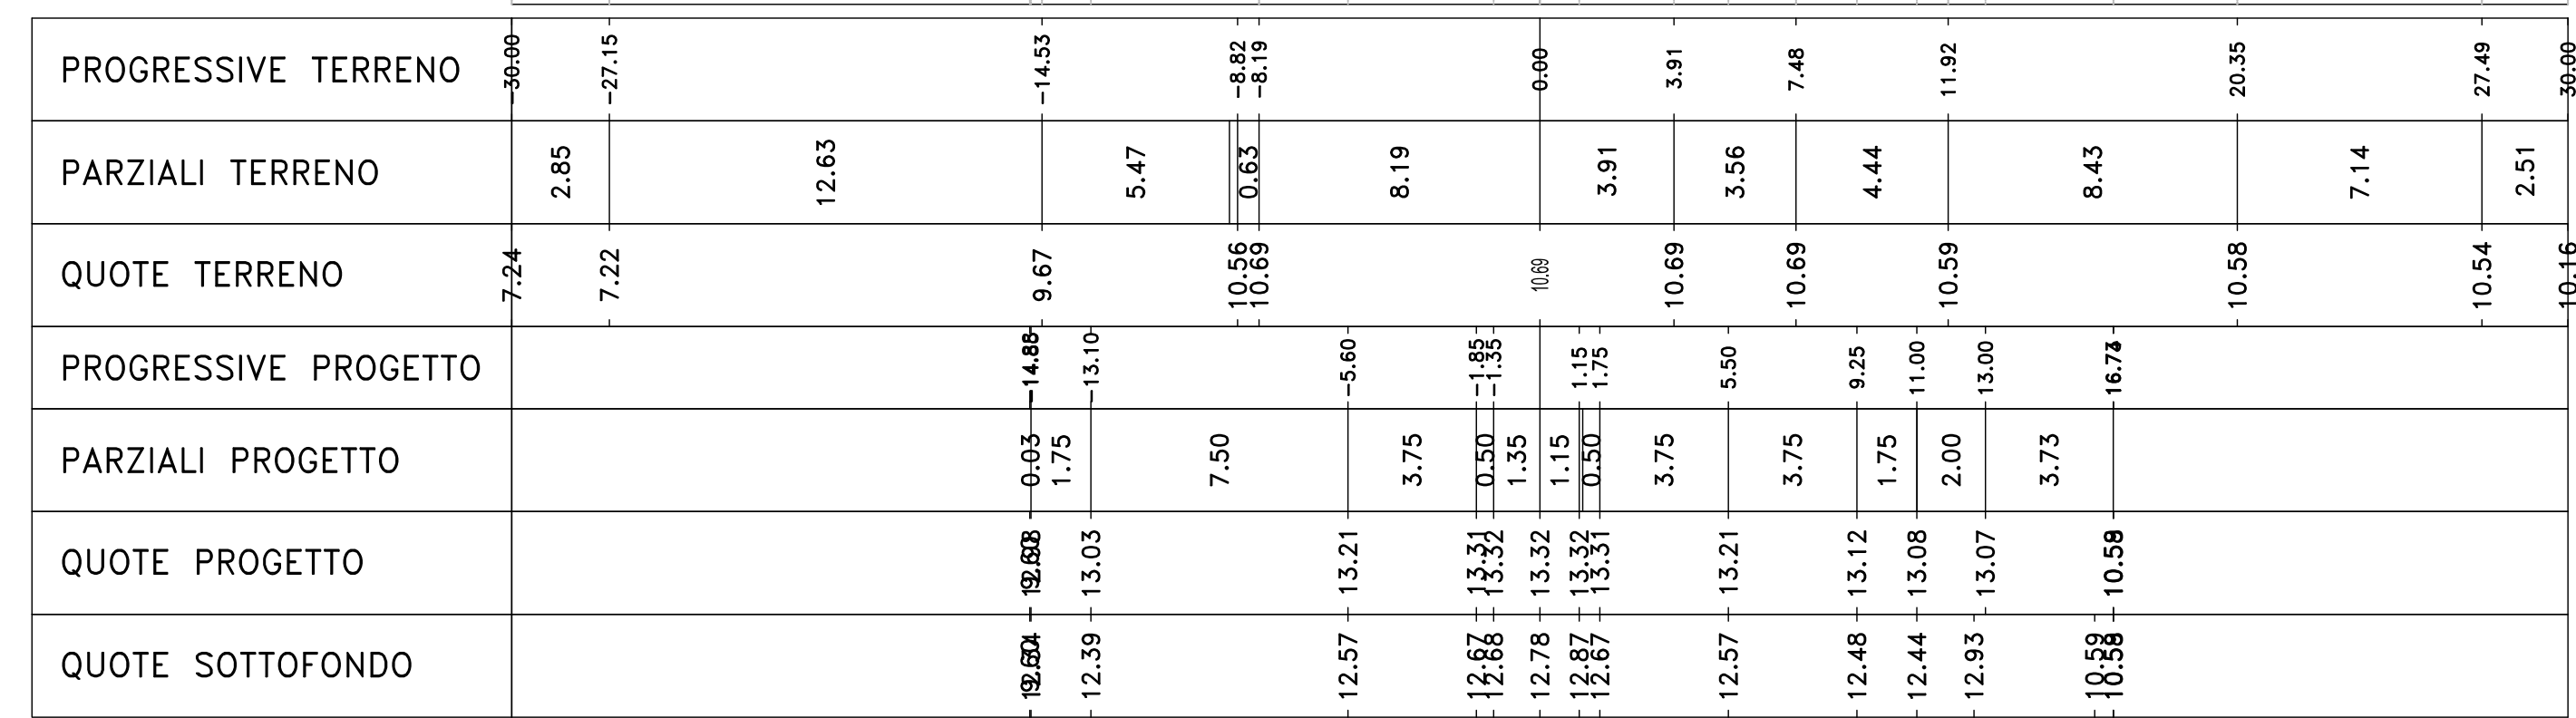 PROGRESSIVE TERRENO -30.00 -27.15 -14.53 -8.82 -8.19 0.00 3.91 7.48 11.92 20.35 27.49 30.00
PARZIALI TERRENO 2.85 12.63 5.47 0.63 8.19 3.91 3.56 4.44 8.43 7.14 2.51
QUOTE TERRENO 7.24 7.22 9.67 10.56 10.69 10.69 10.69 10.69 10.59 10.58 10.54 10.16
PROGRESSIVE PROGETTO -13.10 -5.60 -1.85 -1.35 1.15 1.75 5.50 9.25 11.00 13.00
PARZIALI PROGETTO 0.03 1.75 7.50 3.75 0.50 1.35 1.15 0.50 3.75 3.75 1.75 2.00 3.73
QUOTE PROGETTO 13.03 13.21 13.31 13.32 13.32 13.32 13.31 13.21 13.12 13.08 13.07
QUOTE SOTTOFONDO 12.39 12.57 12.67 12.68 12.78 12.87 12.67 12.57 12.48 12.44 12.93 10.59